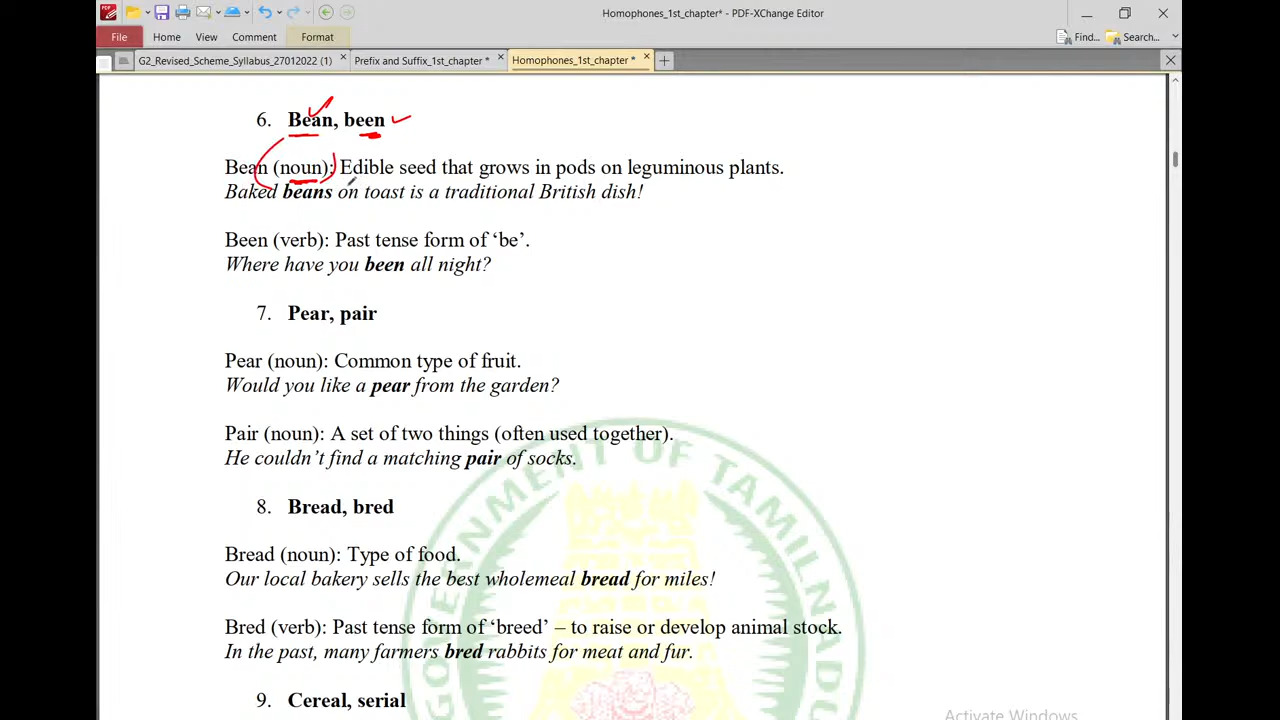 Homophones_1st_chapter* - PDF-XChange Editor
File Home View Comment Format Find... Search...
G2_Revised_Scheme_Syllabus_27012022 (1) Prefix and Suffix_1st_chapter * Homophones_1st_chapter *
6. Bean, been
Bean (noun): Edible seed that grows in pods on leguminous plants.
Baked beans on toast is a traditional British dish!
Been (verb): Past tense form of ‘be’.
Where have you been all night?
7. Pear, pair
Pear (noun): Common type of fruit.
Would you like a pear from the garden?
Pair (noun): A set of two things (often used together).
He couldn’t find a matching pair of socks.
8. Bread, bred
Bread (noun): Type of food.
Our local bakery sells the best wholemeal bread for miles!
Bred (verb): Past tense form of ‘breed’ – to raise or develop animal stock.
In the past, many farmers bred rabbits for meat and fur.
9. Cereal, serial
GOVERNMENT OF TAMILNADU
Activate Windows